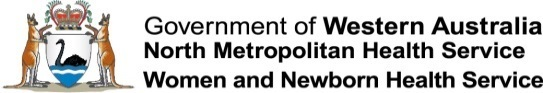 Government of Western Australia
North Metropolitan Health Service
Women and Newborn Health Service